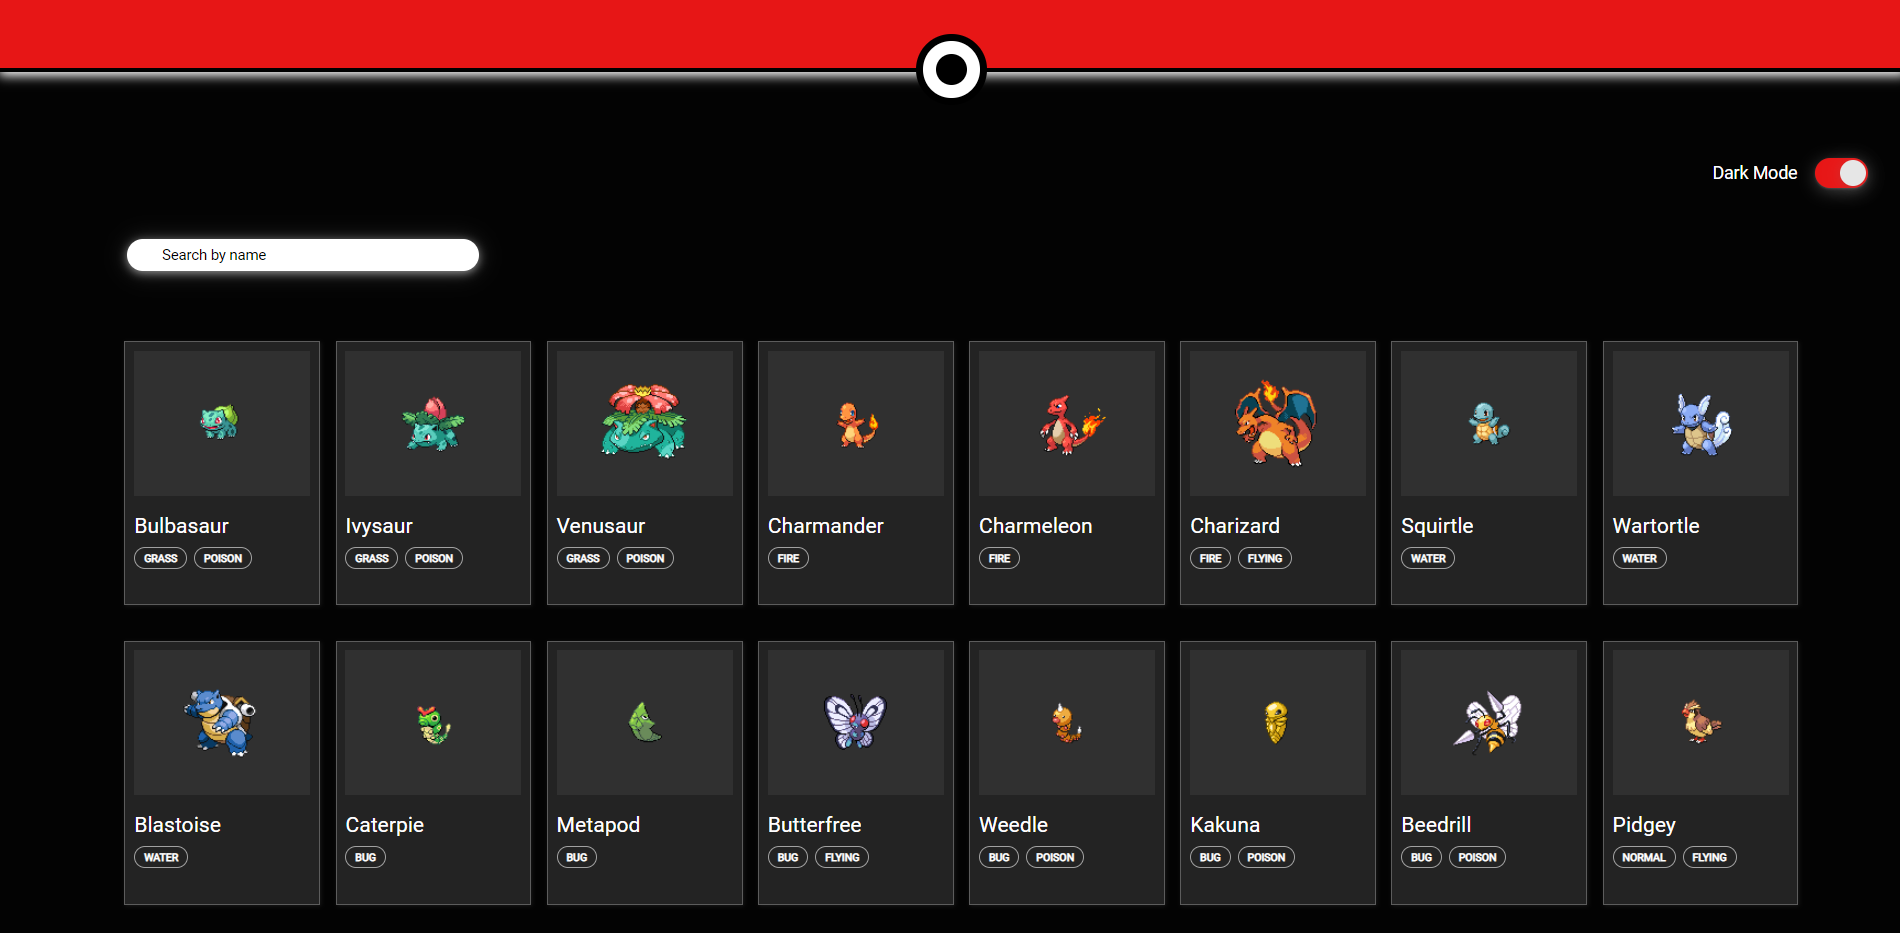 Dark Mode
Search by name
Bulbasaur Ivysaur Venusaur Charmander Charmeleon Charizard Squirtle Wartortle
GRASS POISON GRASS POISON GRASS POISON FIRE FIRE FIRE FLYING WATER WATER
Blastoise Caterpie Metapod Butterfree Weedle Kakuna Beedrill Pidgey
WATER BUG BUG BUG FLYING BUG POISON BUG POISON BUG POISON NORMAL FLYING